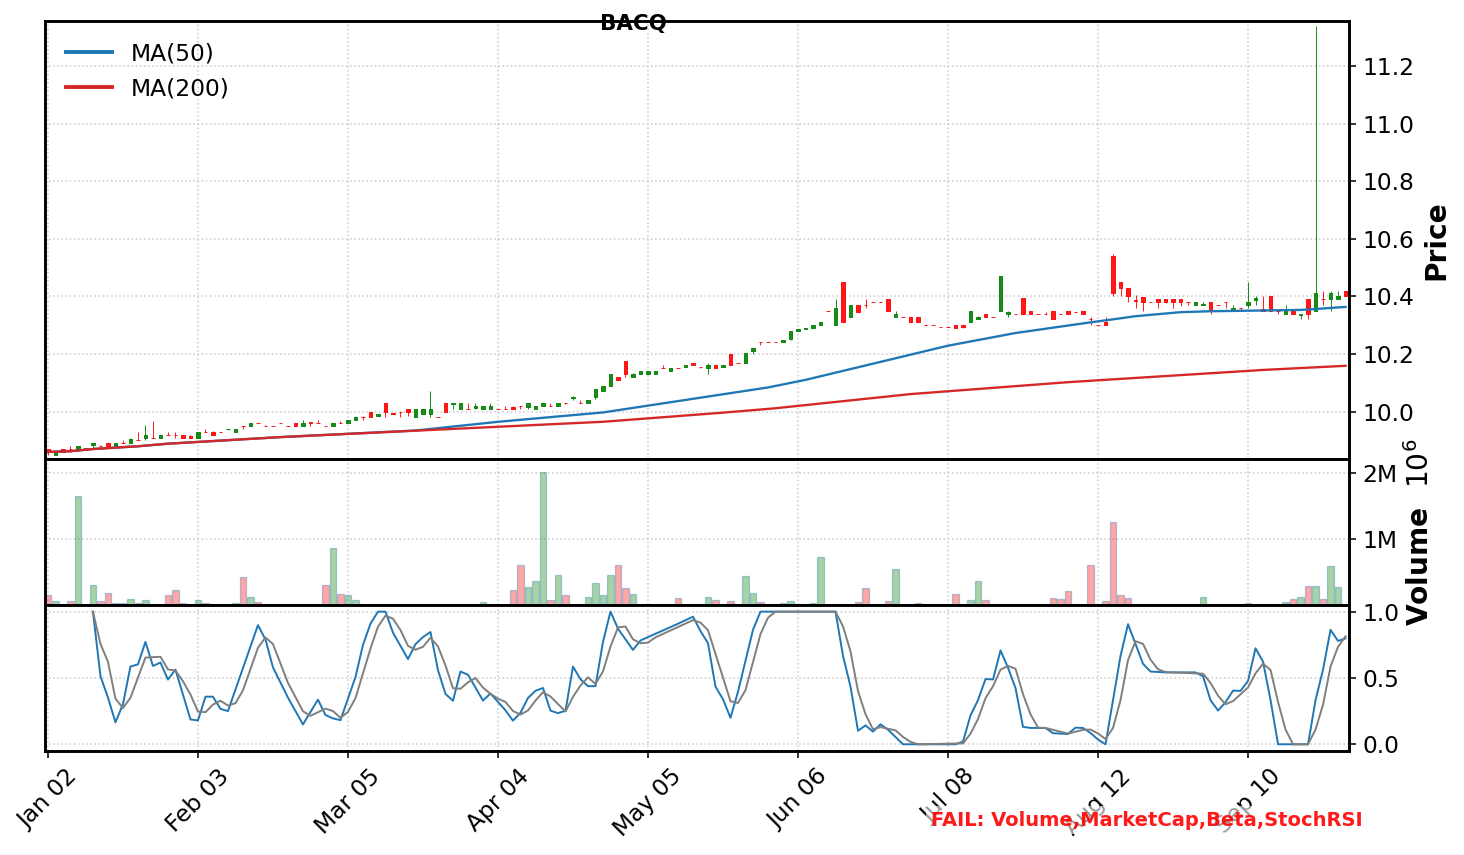 BACQ
MA(50)
MA(200)
11.2
11.0
10.8
10.6
10.4
10.2
10.0
Price
2M
1M
Volume 10^6
1.0
0.5
0.0
Jan 02
Feb 03
Mar 05
Apr 04
May 05
Jun 06
Jul 08
Aug 12
Sep 10
FAIL: Volume,MarketCap,Beta,StochRSI